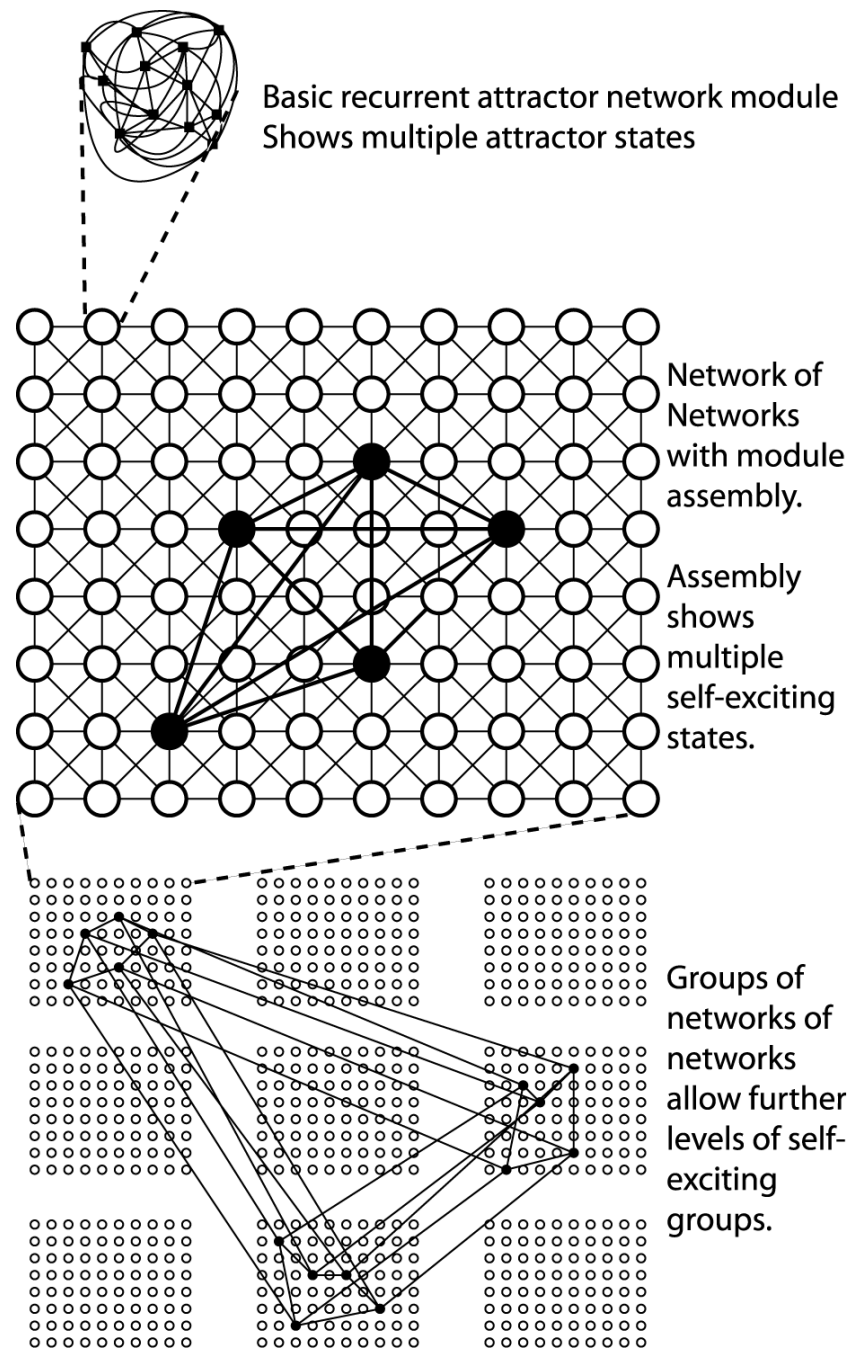 Basic recurrent attractor network module
Shows multiple attractor states
Network of
Networks
with module
assembly.
Assembly
shows
multiple
self-exciting
states.
Groups of
networks of
networks
allow further
levels of self-
exciting
groups.